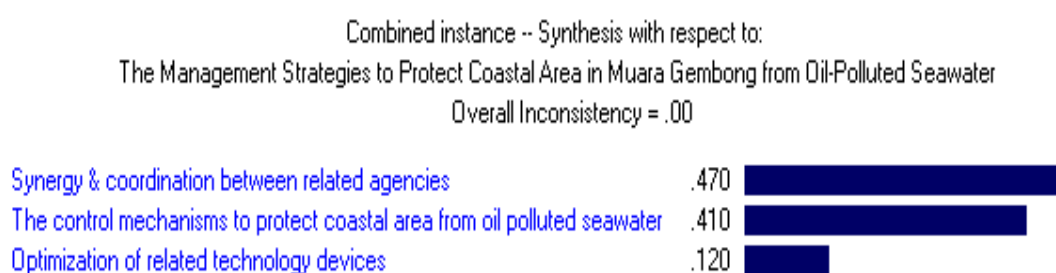 Combined instance -- Synthesis with respect to:
The Management Strategies to Protect Coastal Area in Muara Gembong from Oil-Polluted Seawater
Overall Inconsistency = .00
Synergy & coordination between related agencies .470
The control mechanisms to protect coastal area from oil polluted seawater .410
Optimization of related technology devices .120